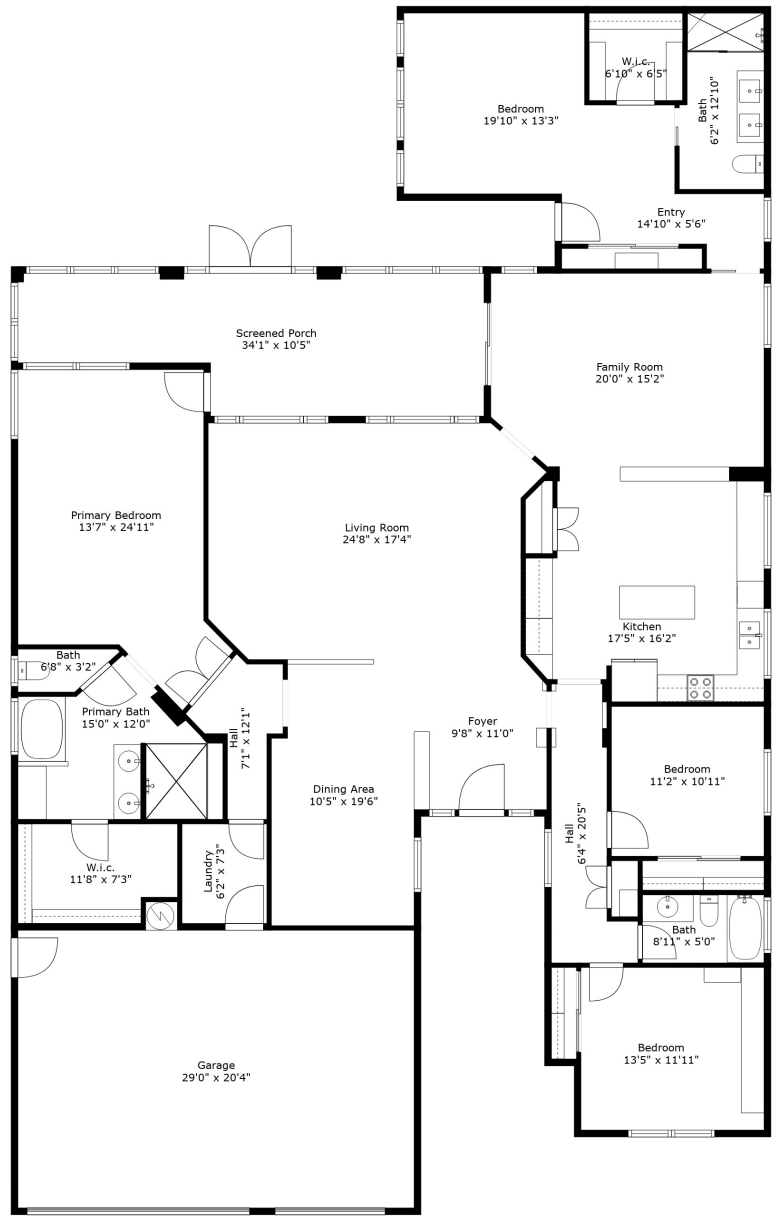 W.i.c.
6'10" x 6'5"
Bedroom
19'10" x 13'3"
Bath
6'2" x 12'10"
Entry
14'10" x 5'6"
Screened Porch
34'1" x 10'5"
Family Room
20'0" x 15'2"
Primary Bedroom
13'7" x 24'11"
Living Room
24'8" x 17'4"
Kitchen
17'5" x 16'2"
Bath
6'8" x 3'2"
Primary Bath
15'0" x 12'0"
Hall
7'1" x 12'1"
Foyer
9'8" x 11'0"
Dining Area
10'5" x 19'6"
Bedroom
11'2" x 10'11"
Hall
6'4" x 20'5"
W.i.c.
11'8" x 7'3"
Laundry
6'2" x 7'3"
Bath
8'11" x 5'0"
Bedroom
13'5" x 11'11"
Garage
29'0" x 20'4"